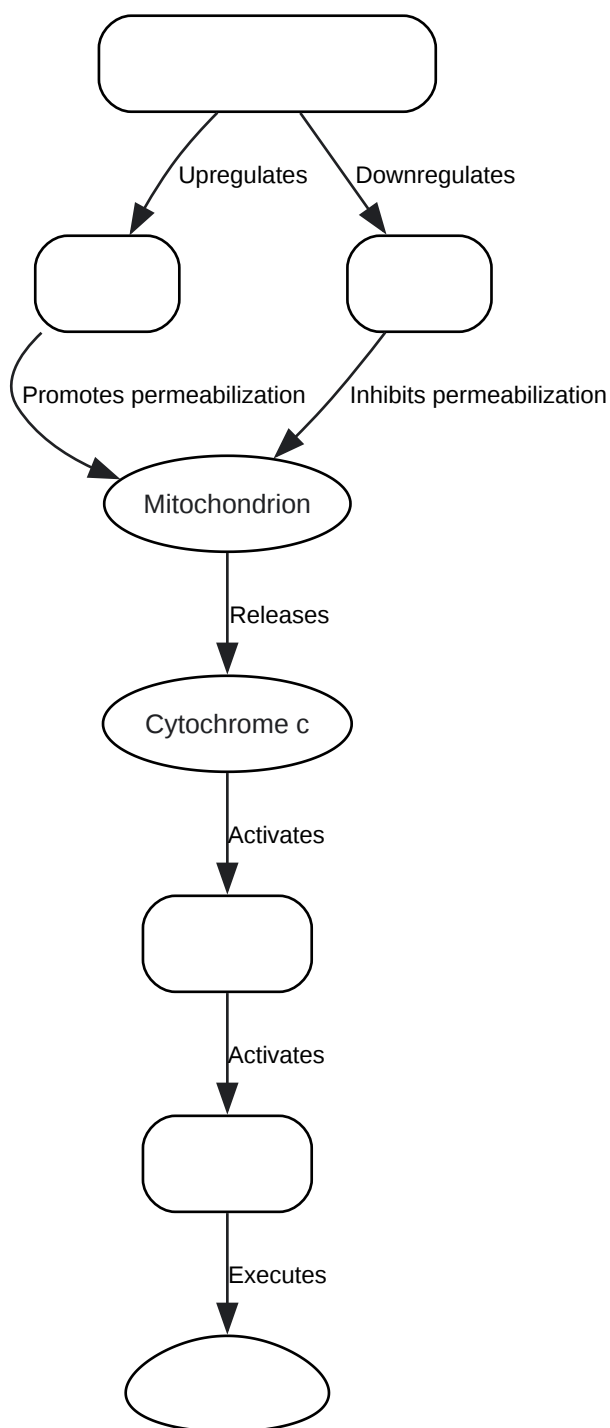 Upregulates
Downregulates
Promotes permeabilization
Inhibits permeabilization
Mitochondrion
Releases
Cytochrome c
Activates
Activates
Executes